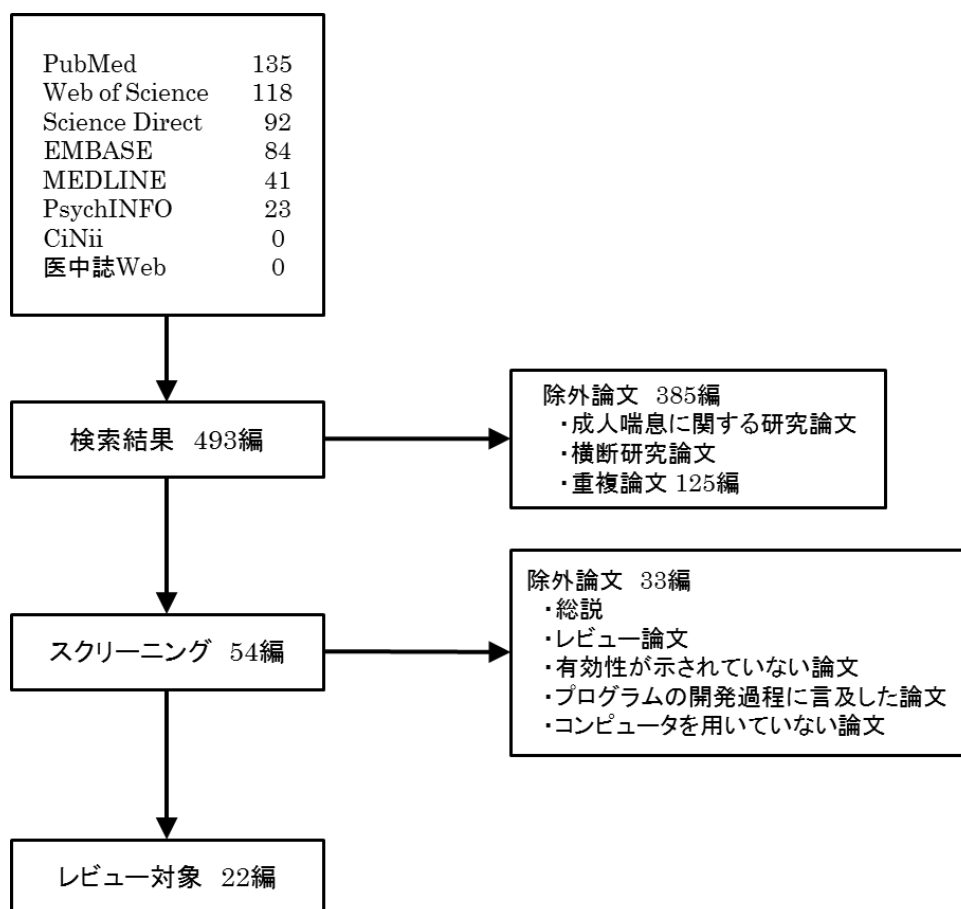 PubMed 135
Web of Science 118
Science Direct 92
EMBASE 84
MEDLINE 41
PsychINFO 23
CiNii 0
医中誌Web 0
検索結果 493編
除外論文 385編
・成人喘息に関する研究論文
・横断研究論文
・重複論文 125編
スクリーニング 54編
除外論文 33編
・総説
・レビュー論文
・有効性が示されていない論文
・プログラムの開発過程に言及した論文
・コンピュータを用いていない論文
レビュー対象 22編